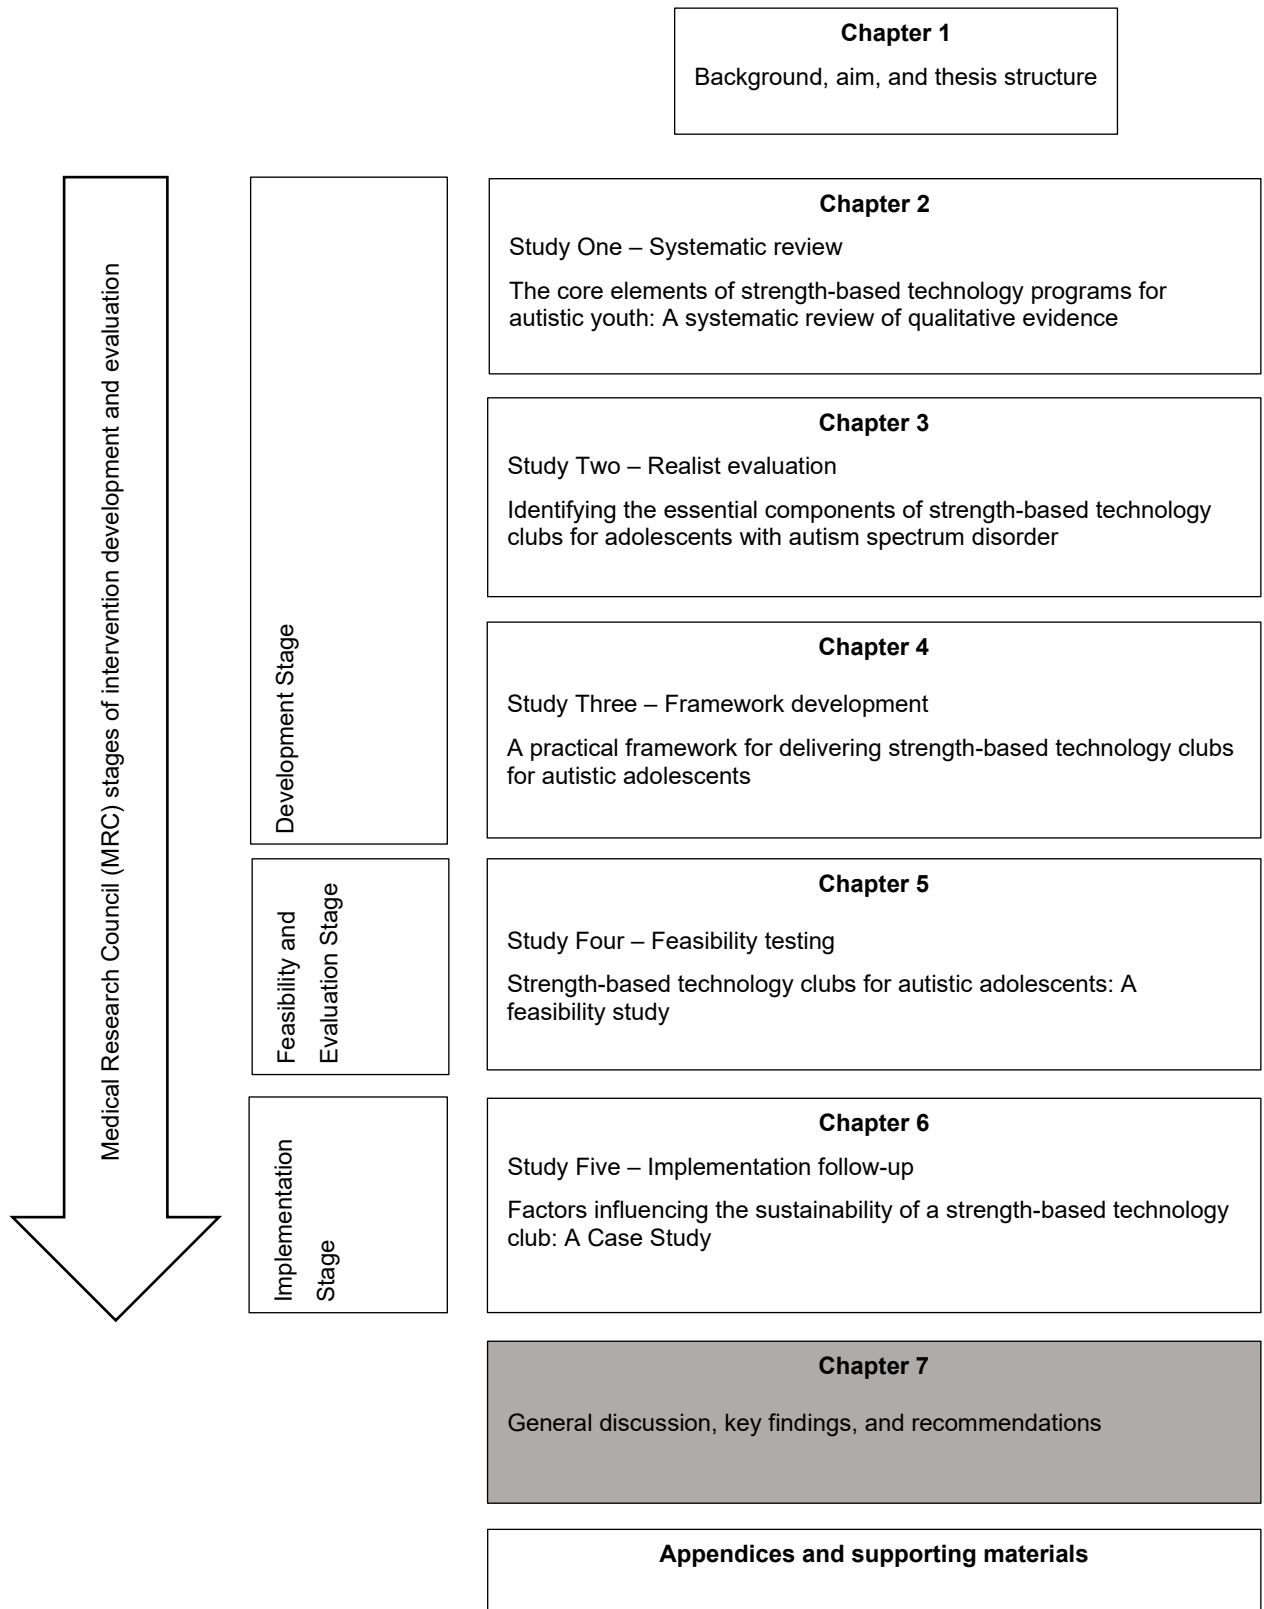 Chapter 1
Background, aim, and thesis structure
Medical Research Council (MRC) stages of intervention development and evaluation
Development Stage
Chapter 2
Study One – Systematic review
The core elements of strength-based technology programs for
autistic youth: A systematic review of qualitative evidence
Chapter 3
Study Two – Realist evaluation
Identifying the essential components of strength-based technology
clubs for adolescents with autism spectrum disorder
Chapter 4
Study Three – Framework development
A practical framework for delivering strength-based technology clubs
for autistic adolescents
Feasibility and
Evaluation Stage
Chapter 5
Study Four – Feasibility testing
Strength-based technology clubs for autistic adolescents: A
feasibility study
Implementation
Stage
Chapter 6
Study Five – Implementation follow-up
Factors influencing the sustainability of a strength-based technology
club: A Case Study
Chapter 7
General discussion, key findings, and recommendations
Appendices and supporting materials